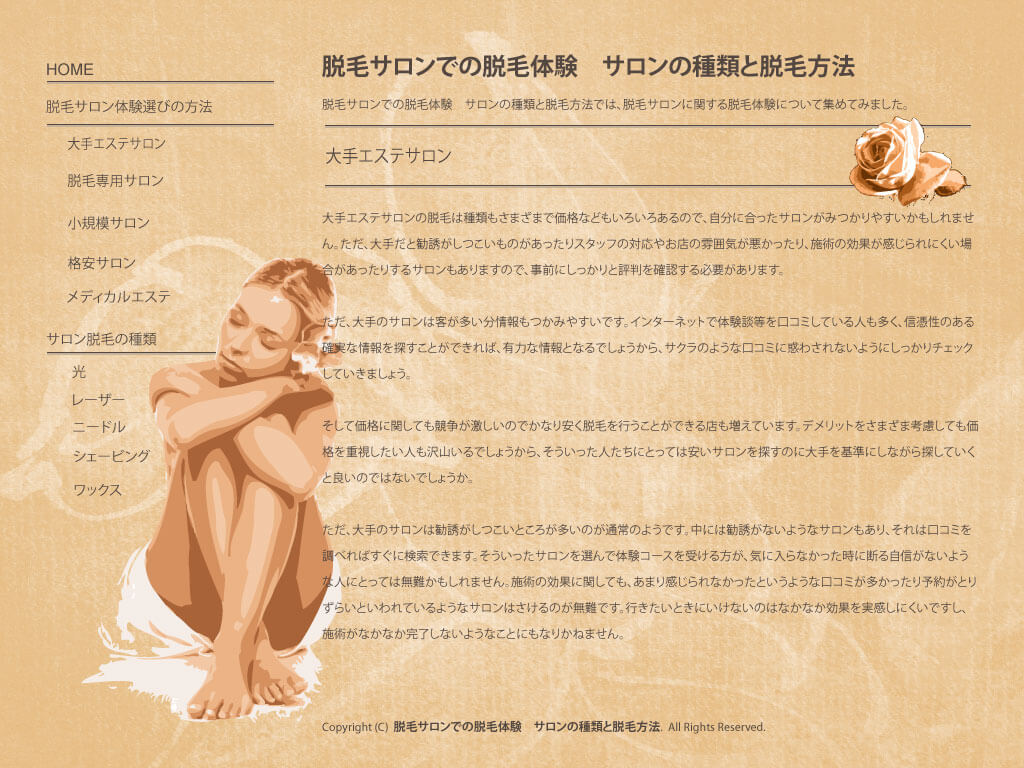 HOME
脱毛サロン体験選びの方法
大手エステサロン
脱毛専用サロン
小規模サロン
格安サロン
メディカルエステ
サロン脱毛の種類
光
レーザー
ニードル
シェービング
ワックス
脱毛サロンでの脱毛体験　サロンの種類と脱毛方法
脱毛サロンでの脱毛体験　サロンの種類と脱毛方法では、脱毛サロンに関する脱毛体験について集めてみました。
大手エステサロン
大手エステサロンの脱毛は種類もさまざまで価格などもいろいろあるので、自分に合ったサロンがみつかりやすいかもしれませ
ん。ただ、大手だと勧誘がしつこいものがあったりスタッフの対応やお店の雰囲気が悪かったり、施術の効果が感じられにくい場
合があったりするサロンもありますので、事前にしっかりと評判を確認する必要があります。
ただ、大手のサロンは客が多い分情報もつかみやすいです。インターネットで体験談等を口コミしている人も多く、信憑性のある
確実な情報を探すことができれば、有力な情報となるでしょうから、サクラのような口コミに惑わされないようにしっかりチェック
していきましょう。
そして価格に関しても競争が激しいのでかなり安く脱毛を行うことができる店も増えています。デメリットをさまざま考慮しても価
格を重視したい人も沢山いるでしょうから、そういった人たちにとっては安いサロンを探すのに大手を基準にしながら探していく
と良いのではないでしょうか。
ただ、大手のサロンは勧誘がしつこいところが多いのが通常のようです。中には勧誘がないようなサロンもあり、それは口コミを
調べればすぐに検索できます。そういったサロンを選んで体験コースを受ける方が、気に入らなかった時に断る自信がないよう
な人にとっては無難かもしれません。施術の効果に関しても、あまり感じられなかったというような口コミが多かったり予約がとり
ずらいといわれているようなサロンはさけるのが無難です。行きたいときにいけないのはなかなか効果を実感しにくいですし、
施術がなかなか完了しないようなことにもなりかねません。
Copyright (C) 脱毛サロンでの脱毛体験　サロンの種類と脱毛方法. All Rights Reserved.